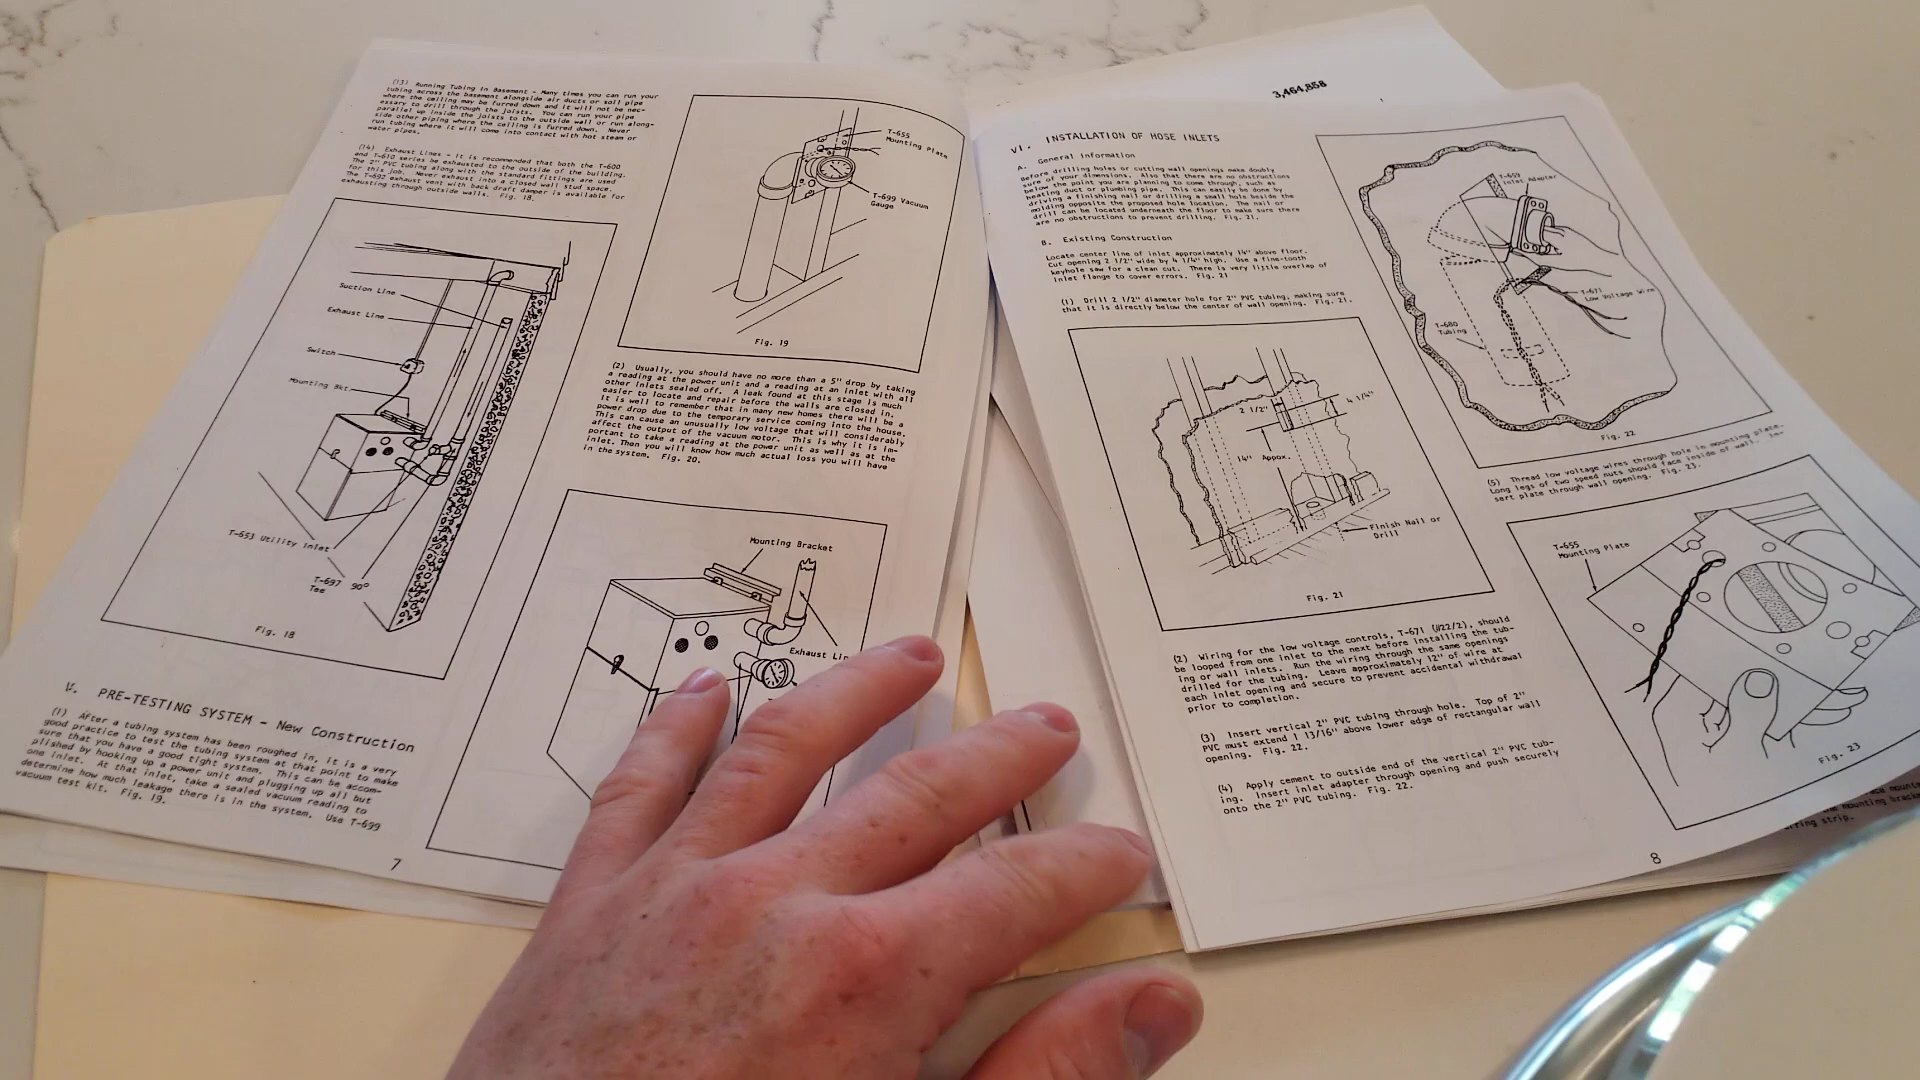 (13) Running Tubing In Basement - Many times you can run your
tubing across the basement alongside air ducts or soil pipe
where the ceiling may be furred down and it will not be nec-
essary to drill through the joists. You can run your pipe
parallel up inside the joists to the outside wall or run along-
side other piping where the ceiling is furred down. Never
run tubing where it will come into contact with hot steam or
water pipes.
(14) Exhaust Lines - It is recommended that both the T-600
and T-610 series be exhausted to the outside of the building.
The 2" PVC tubing along with the standard fittings are used
for this job. Never exhaust into a closed wall stud space.
The T-692 exhaust vent with back draft damper is available for
exhausting through outside walls. Fig. 18.
Suction Line
Exhaust Line
Switch
Mounting Bkt.
T-653 Utility Inlet
T-697 90°
Tee
Fig. 18
V. PRE-TESTING SYSTEM - New Construction
(1) After a tubing system has been roughed in, it is a very
good practice to test the tubing system at that point to make
sure that you have a good tight system. This can be accom-
plished by hooking up a power unit and plugging up all but
one inlet. At that inlet, take a sealed vacuum reading to
determine how much leakage there is in the system. Use T-699
vacuum test kit. Fig. 19.
7
T-655
Mounting Plate
T-699 Vacuum
Gauge
Fig. 19
(2) Usually, you should have no more than a 5" drop by taking
a reading at the power unit and a reading at an inlet with all
other inlets sealed off. A leak found at this stage is much
easier to locate and repair before the walls are closed in.
It is well to remember that in many new homes there will be a
power drop due to the temporary service coming into the house.
This can cause an unusually low voltage that will considerably
affect the output of the vacuum motor. This is why it is im-
portant to take a reading at the power unit as well as at the
inlet. Then you will know how much actual loss you will have
in the system. Fig. 20.
Mounting Bracket
Exhaust Lin
3,464,858
VI. INSTALLATION OF HOSE INLETS
A. General Information
Before drilling holes or cutting wall openings make doubly
sure of your dimensions. Also that there are no obstructions
below the point you are planning to come through, such as
heating duct or plumbing pipe. This can easily be done by
driving a finishing nail or drilling a small hole beside the
molding opposite the proposed hole location. The nail or
drill can be located underneath the floor to make sure there
are no obstructions to prevent drilling. Fig. 21.
B. Existing Construction
Locate center line of inlet approximately 14" above floor.
Cut opening 2 1/2" wide by 4 1/4" high. Use a fine-tooth
keyhole saw for a clean cut. There is very little overlap of
inlet flange to cover errors. Fig. 21
(1) Drill 2 1/2" diameter hole for 2" PVC tubing, making sure
that it is directly below the center of wall opening. Fig. 21.
2 1/2"
4 1/4"
14" Appox.
Finish Nail or
Drill
Fig. 21
(2) Wiring for the low voltage controls, T-671 (#22/2), should
be looped from one inlet to the next before installing the tub-
ing or wall inlets. Run the wiring through the same openings
drilled for the tubing. Leave approximately 12" of wire at
each inlet opening and secure to prevent accidental withdrawal
prior to completion.
(3) Insert vertical 2" PVC tubing through hole. Top of 2"
PVC must extend 1 13/16" above lower edge of rectangular wall
opening. Fig. 22.
(4) Apply cement to outside end of the vertical 2" PVC tub-
ing. Insert inlet adapter through opening and push securely
onto the 2" PVC tubing. Fig. 22.
T-659
Inlet Adapter
T-671
Low Voltage Wire
T-680
Tubing
Fig. 22
(5) Thread low voltage wires through hole in mounting plate.
Long legs of two speed nuts should face inside of wall. In-
sert plate through wall opening. Fig. 23.
T-655
Mounting Plate
Fig. 23
8
mounting
strip.